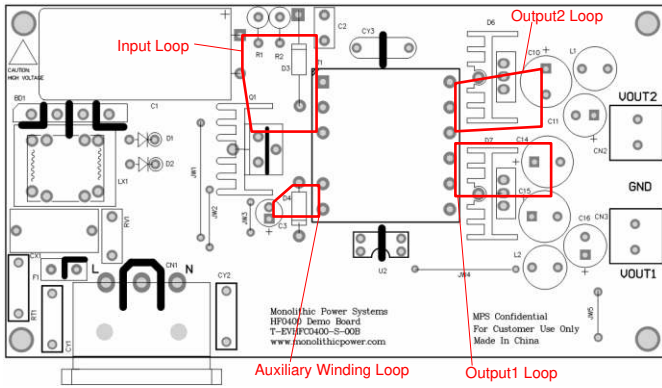 Output2 Loop
Input Loop
R1
R2
D3
T1
C2
CY3
D6
C10
L1
CAUTION:
HIGH VOLTAGE
BD1
C1
Q1
C11
VOUT2
CN2
D1
D2
LX1
JW1
JW2
JW3
D4
C3
D7
C14
C15
C16
GND
CN3
VOUT1
RV1
CX1
F1
L
N
CN1
CY2
RT1
CY1
U2
L2
JW4
JW5
Monolithic Power Systems
HF0400 Demo Board
T-EVHFC0400-S-00B
www.monolithicpower.com
MPS Confidential
For Customer Use Only
Made In China
Auxiliary Winding Loop
Output1 Loop